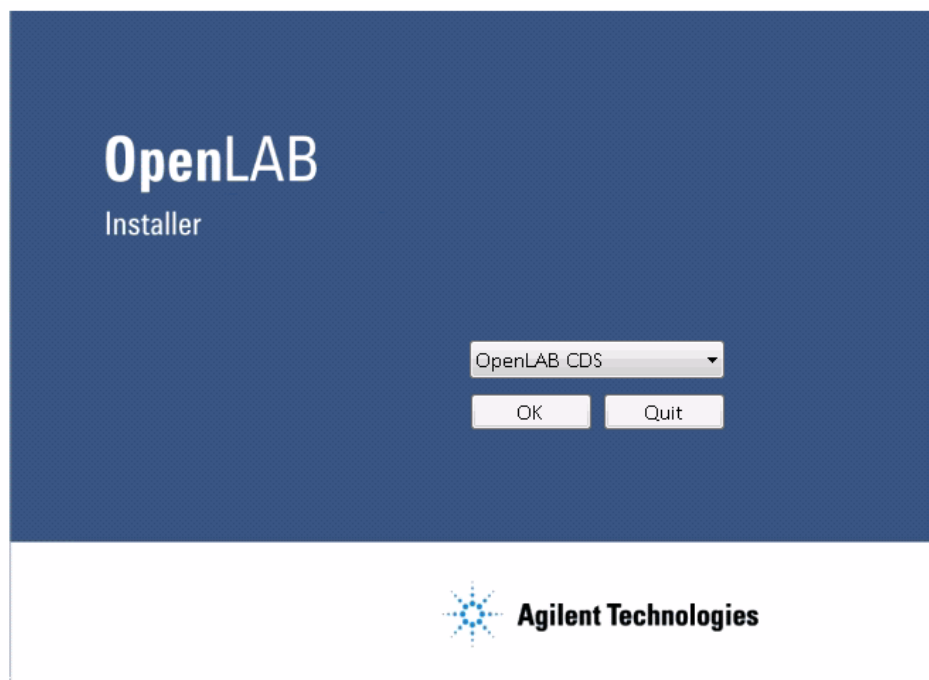 OpenLAB
Installer
OpenLAB CDS
OK Quit
Agilent Technologies